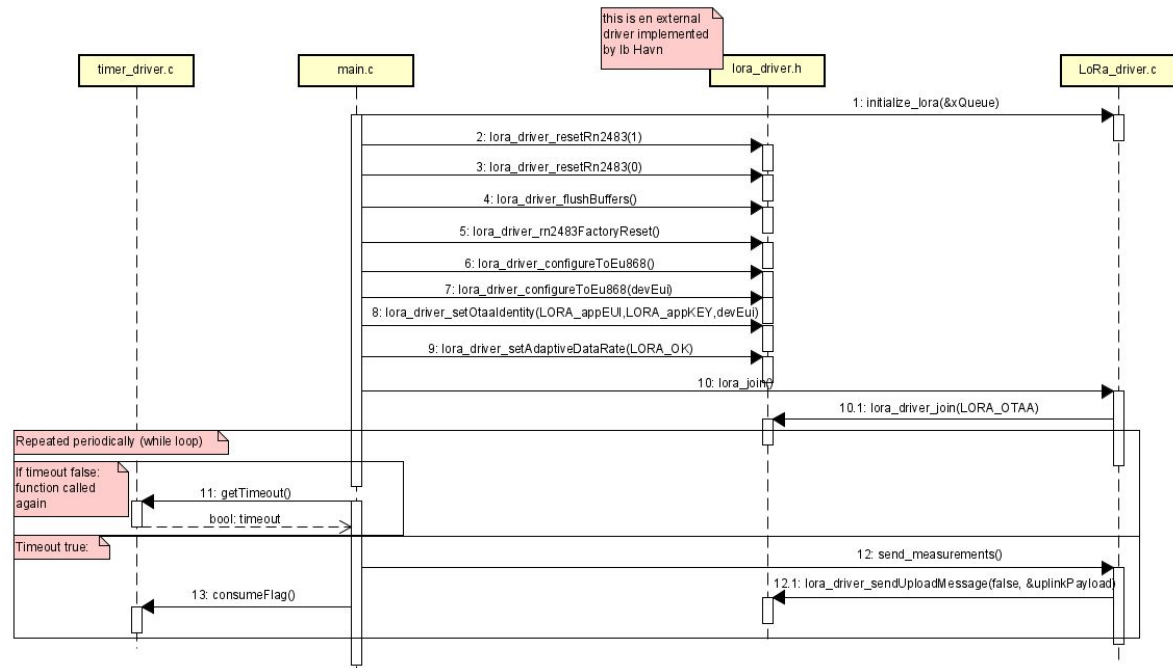 this is en external
driver implemented
by Ib Havn
timer_driver.c
main.c
lora_driver.h
LoRa_driver.c
1: initialize_lora(&xQueue)
2: lora_driver_resetRn2483(1)
3: lora_driver_resetRn2483(0)
4: lora_driver_flushBuffers()
5: lora_driver_rn2483FactoryReset()
6: lora_driver_configureToEu868()
7: lora_driver_configureToEu868(devEui)
8: lora_driver_setOtaaIdentity(LORA_appEUI,LORA_appKEY,devEui)
9: lora_driver_setAdaptiveDataRate(LORA_OK)
10: lora_join()
10.1: lora_driver_join(LORA_OTAA)
Repeated periodically (while loop)
If timeout false:
function called
again
11: getTimeout()
bool: timeout
Timeout true:
12: send_measurements()
12.1: lora_driver_sendUploadMessage(false, &uplinkPayload)
13: consumeFlag()